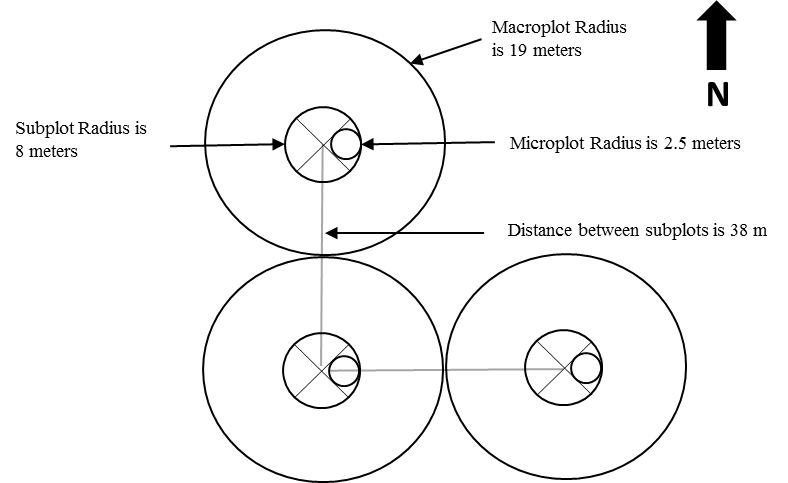 Macroplot Radius
is 19 meters
N
Subplot Radius is
8 meters
Microplot Radius is 2.5 meters
Distance between subplots is 38 m